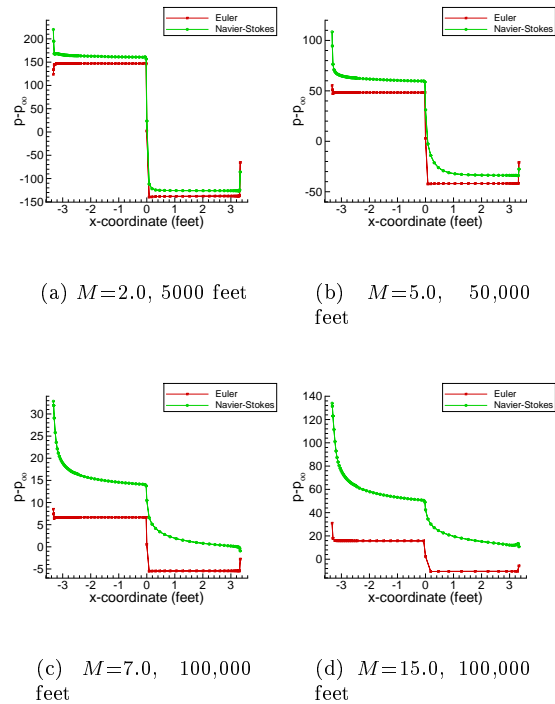 Euler
Navier-Stokes
p-p∞
200
150
100
50
0
-50
-100
-150
-3 -2 -1 0 1 2 3
x-coordinate (feet)
(a) M=2.0, 5000 feet
Euler
Navier-Stokes
p-p∞
100
50
0
-50
-3 -2 -1 0 1 2 3
x-coordinate (feet)
(b) M=5.0, 50,000
feet
Euler
Navier-Stokes
p-p∞
30
25
20
15
10
5
0
-5
-3 -2 -1 0 1 2 3
x-coordinate (feet)
(c) M=7.0, 100,000
feet
Euler
Navier-Stokes
p-p∞
140
120
100
80
60
40
20
0
-3 -2 -1 0 1 2 3
x-coordinate (feet)
(d) M=15.0, 100,000
feet